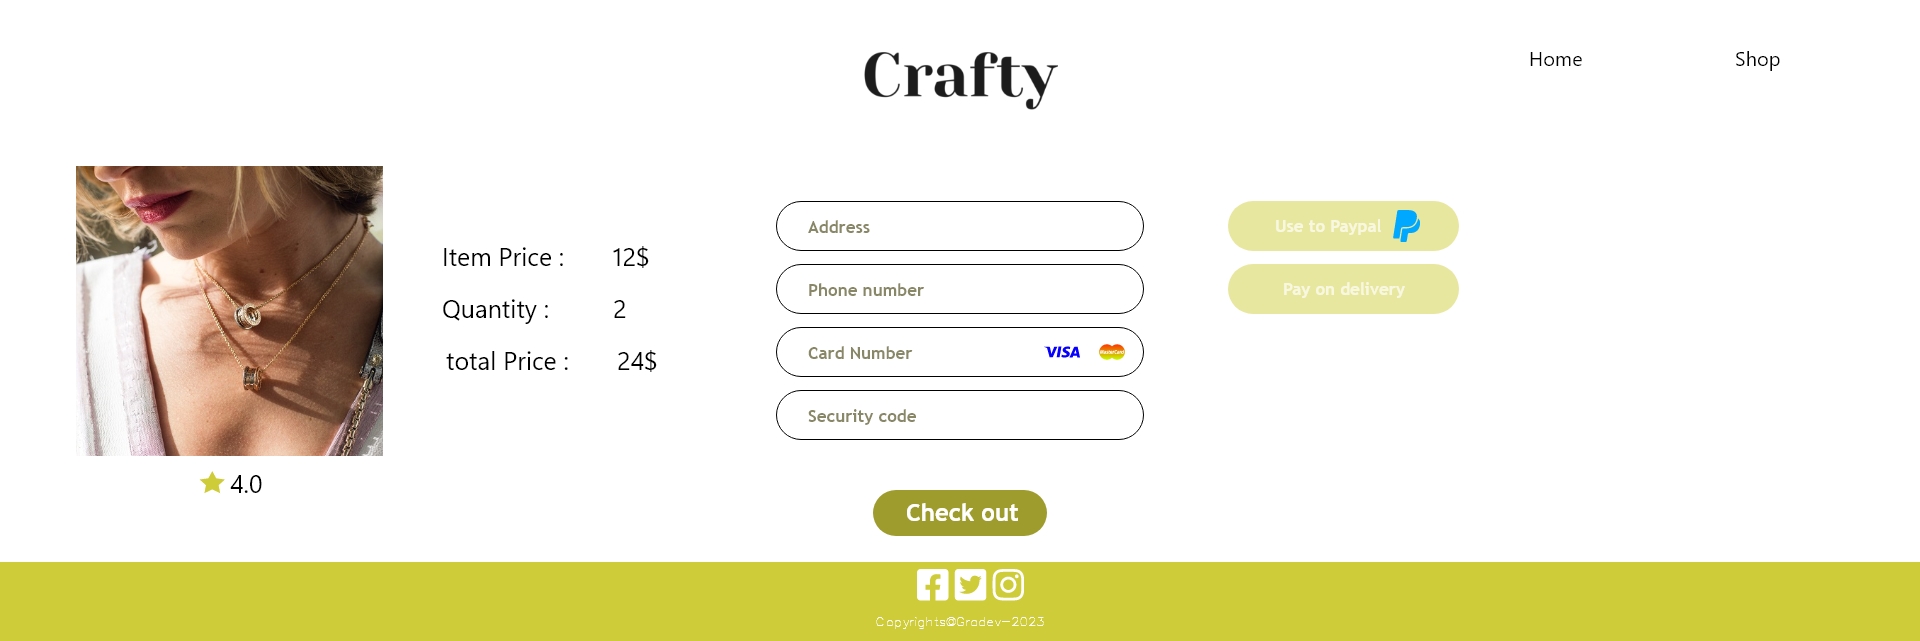 Crafty
Home
Shop
Item Price : 12$
Quantity : 2
total Price : 24$
4.0
Address
Phone number
Card Number VISA MasterCard
Security code
Use to Paypal
Pay on delivery
Check out
Copyrights@Gradev-2023